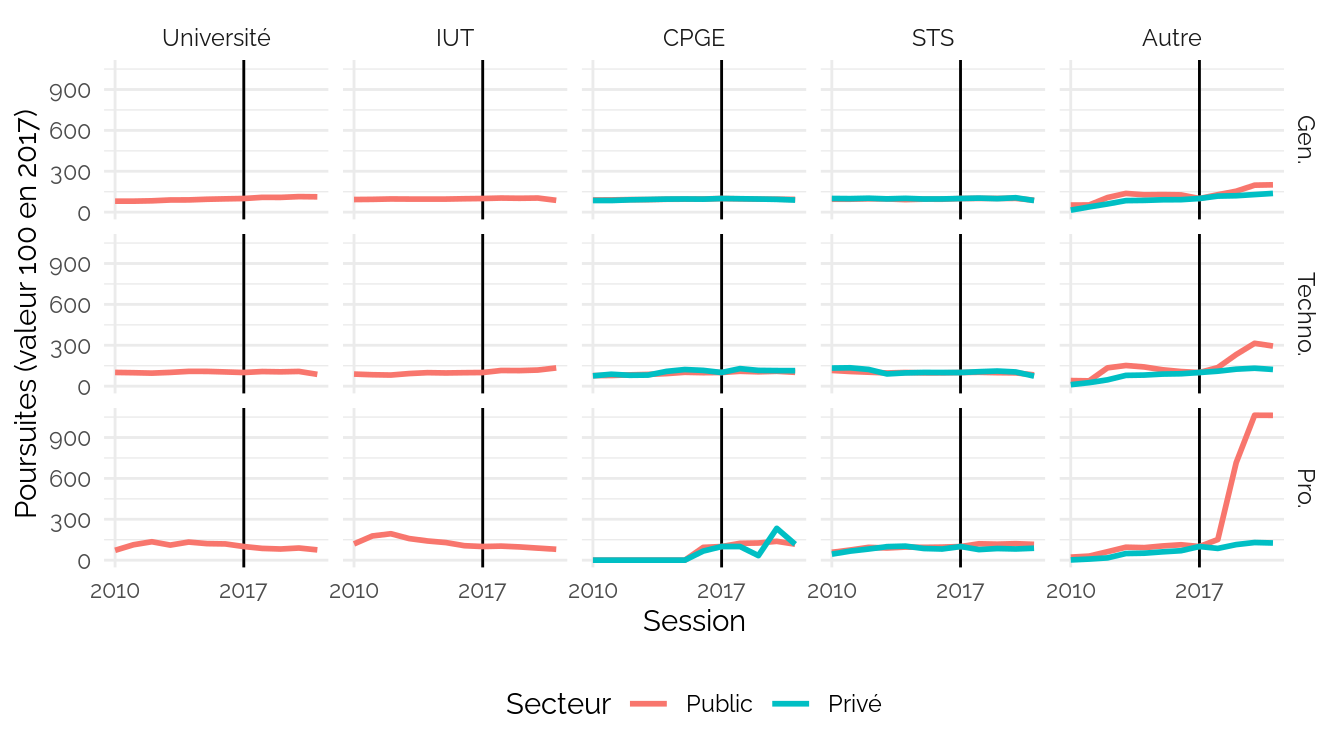 Université IUT CPGE STS Autre
Poursuites (valeur 100 en 2017)
900
600
300
0
Gen.
900
600
300
0
Techno.
900
600
300
0
Pro.
2010 2017 2010 2017 2010 2017 2010 2017 2010 2017
Session
Secteur Public Privé